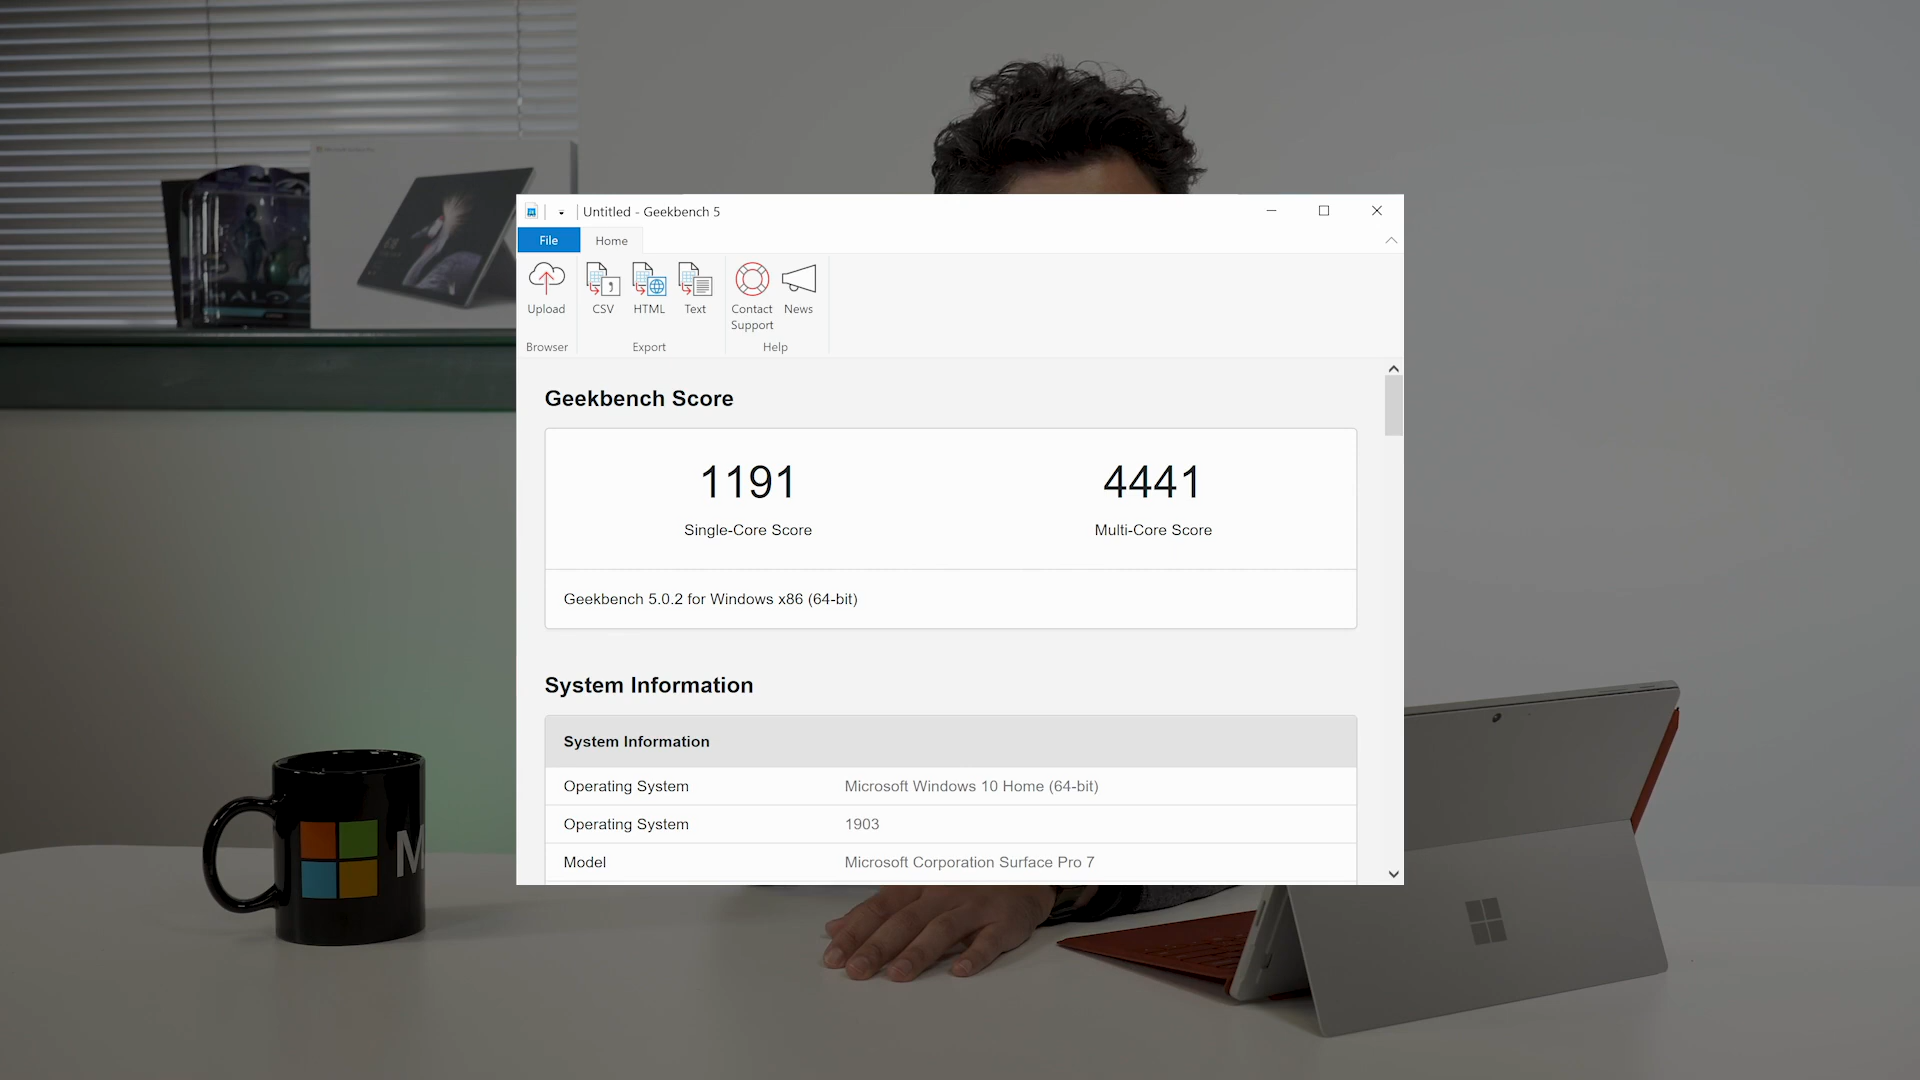 HALO 4
Untitled - Geekbench 5
File
Home
Upload
CSV
HTML
Text
Contact
Support
News
Browser
Export
Help
Geekbench Score
1191
4441
Single-Core Score
Multi-Core Score
Geekbench 5.0.2 for Windows x86 (64-bit)
System Information
System Information
Operating System
Microsoft Windows 10 Home (64-bit)
Operating System
1903
Model
Microsoft Corporation Surface Pro 7
M